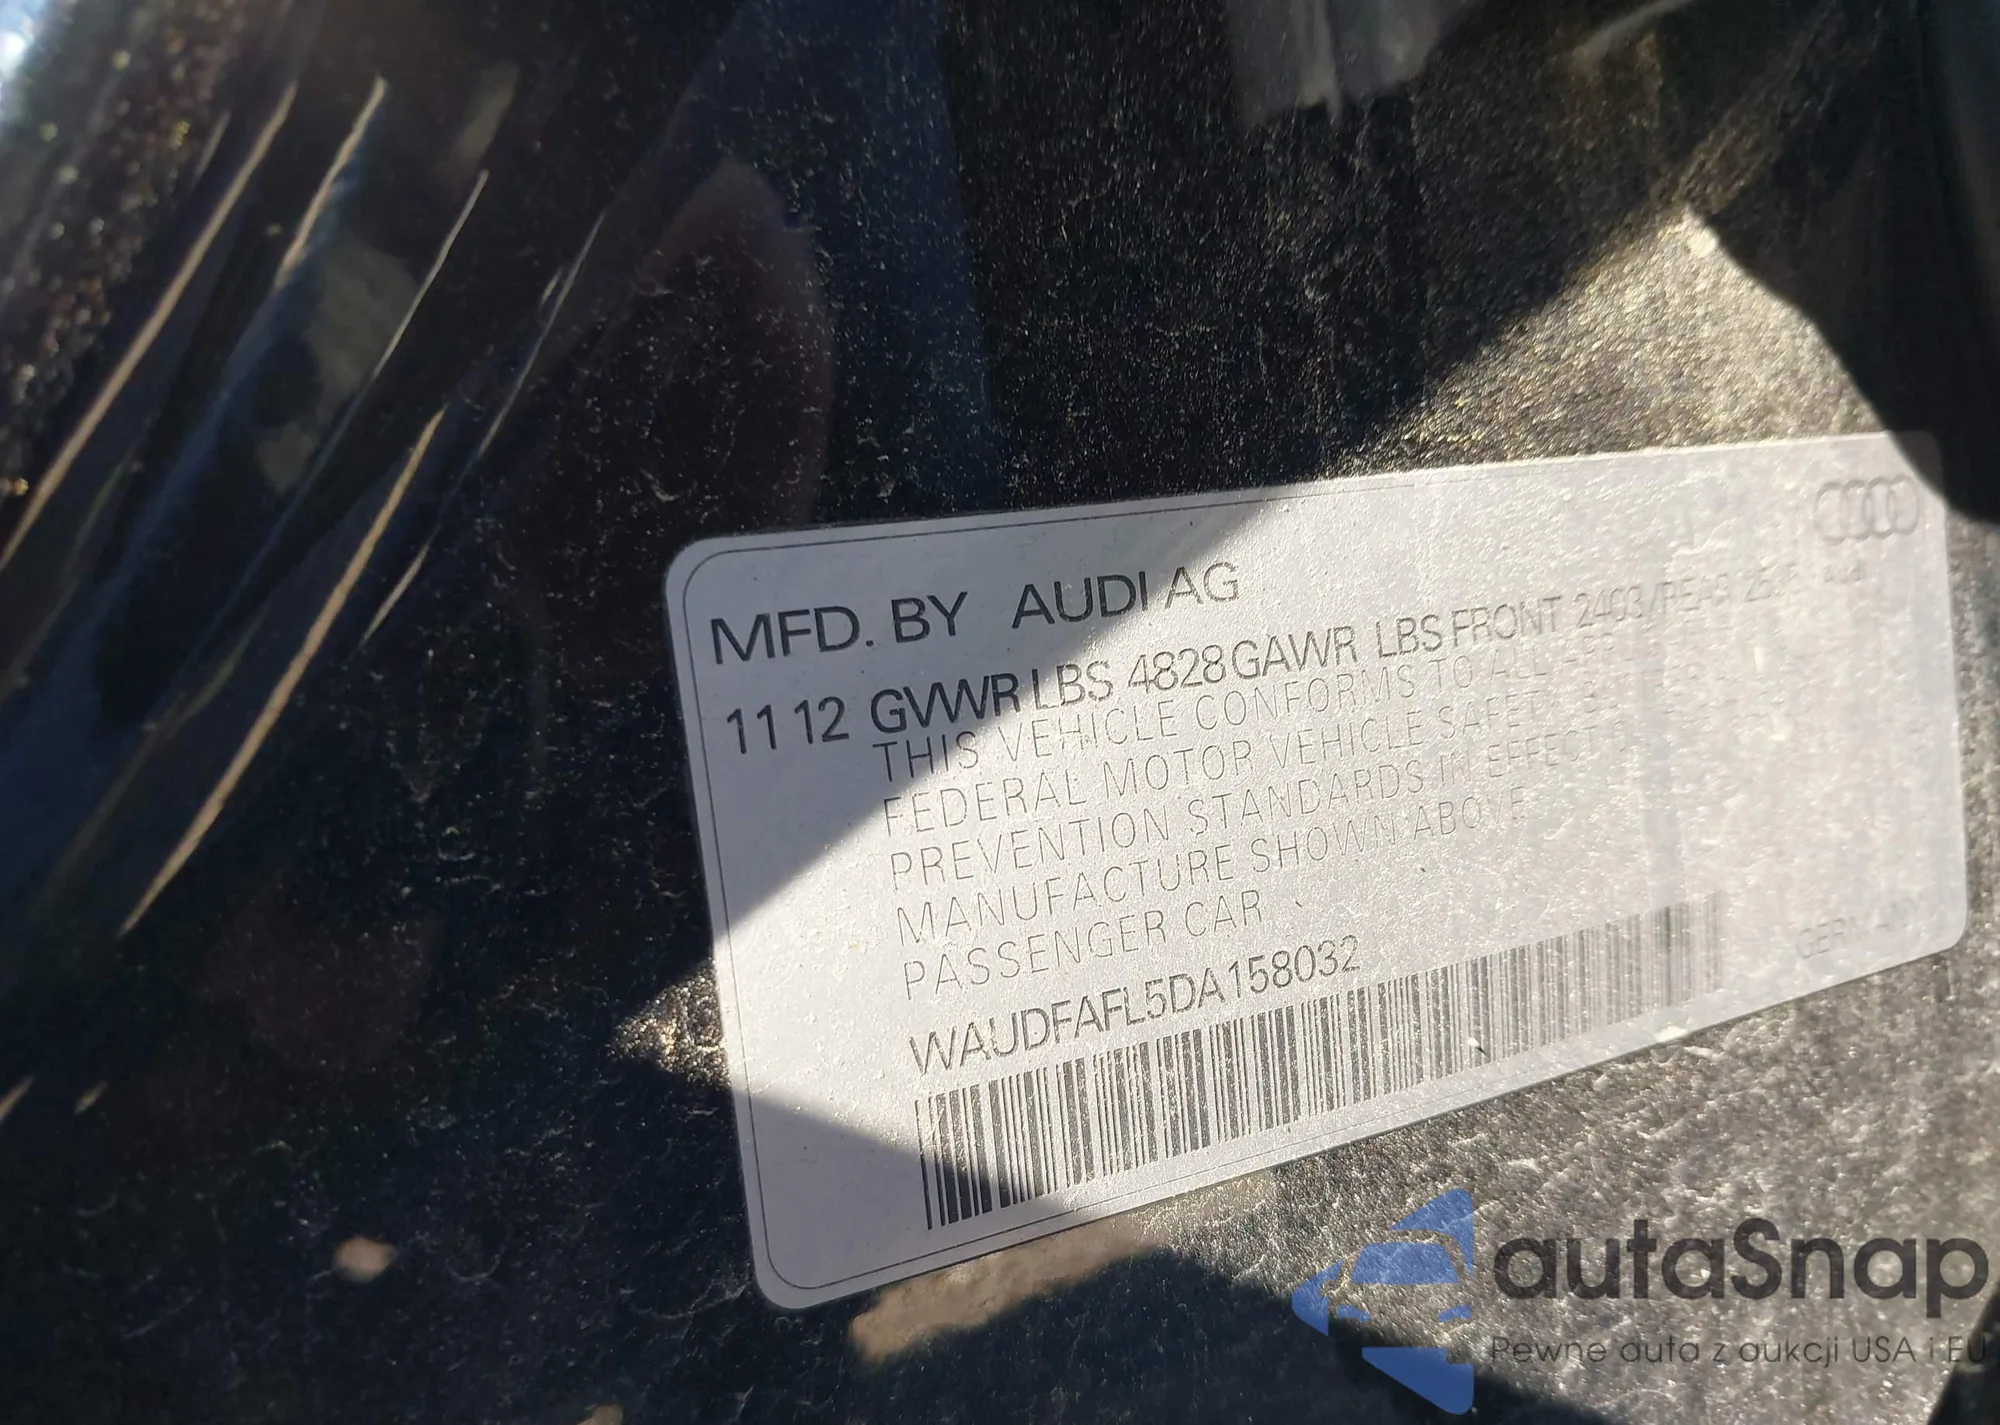 Audi
MFD. BY AUDI AG
11 12 GVWR LBS 4828 GAWR LBS FRONT 2403/REAR
THIS VEHICLE CONFORMS TO ALL
FEDERAL MOTOR VEHICLE SAFETY &
PREVENTION STANDARDS IN EFFECT
MANUFACTURE SHOWN ABOVE
PASSENGER CAR
WAUDFAFL5DA158032
GERMANY
autaSnap
Pewne auta z aukcji USA i EU